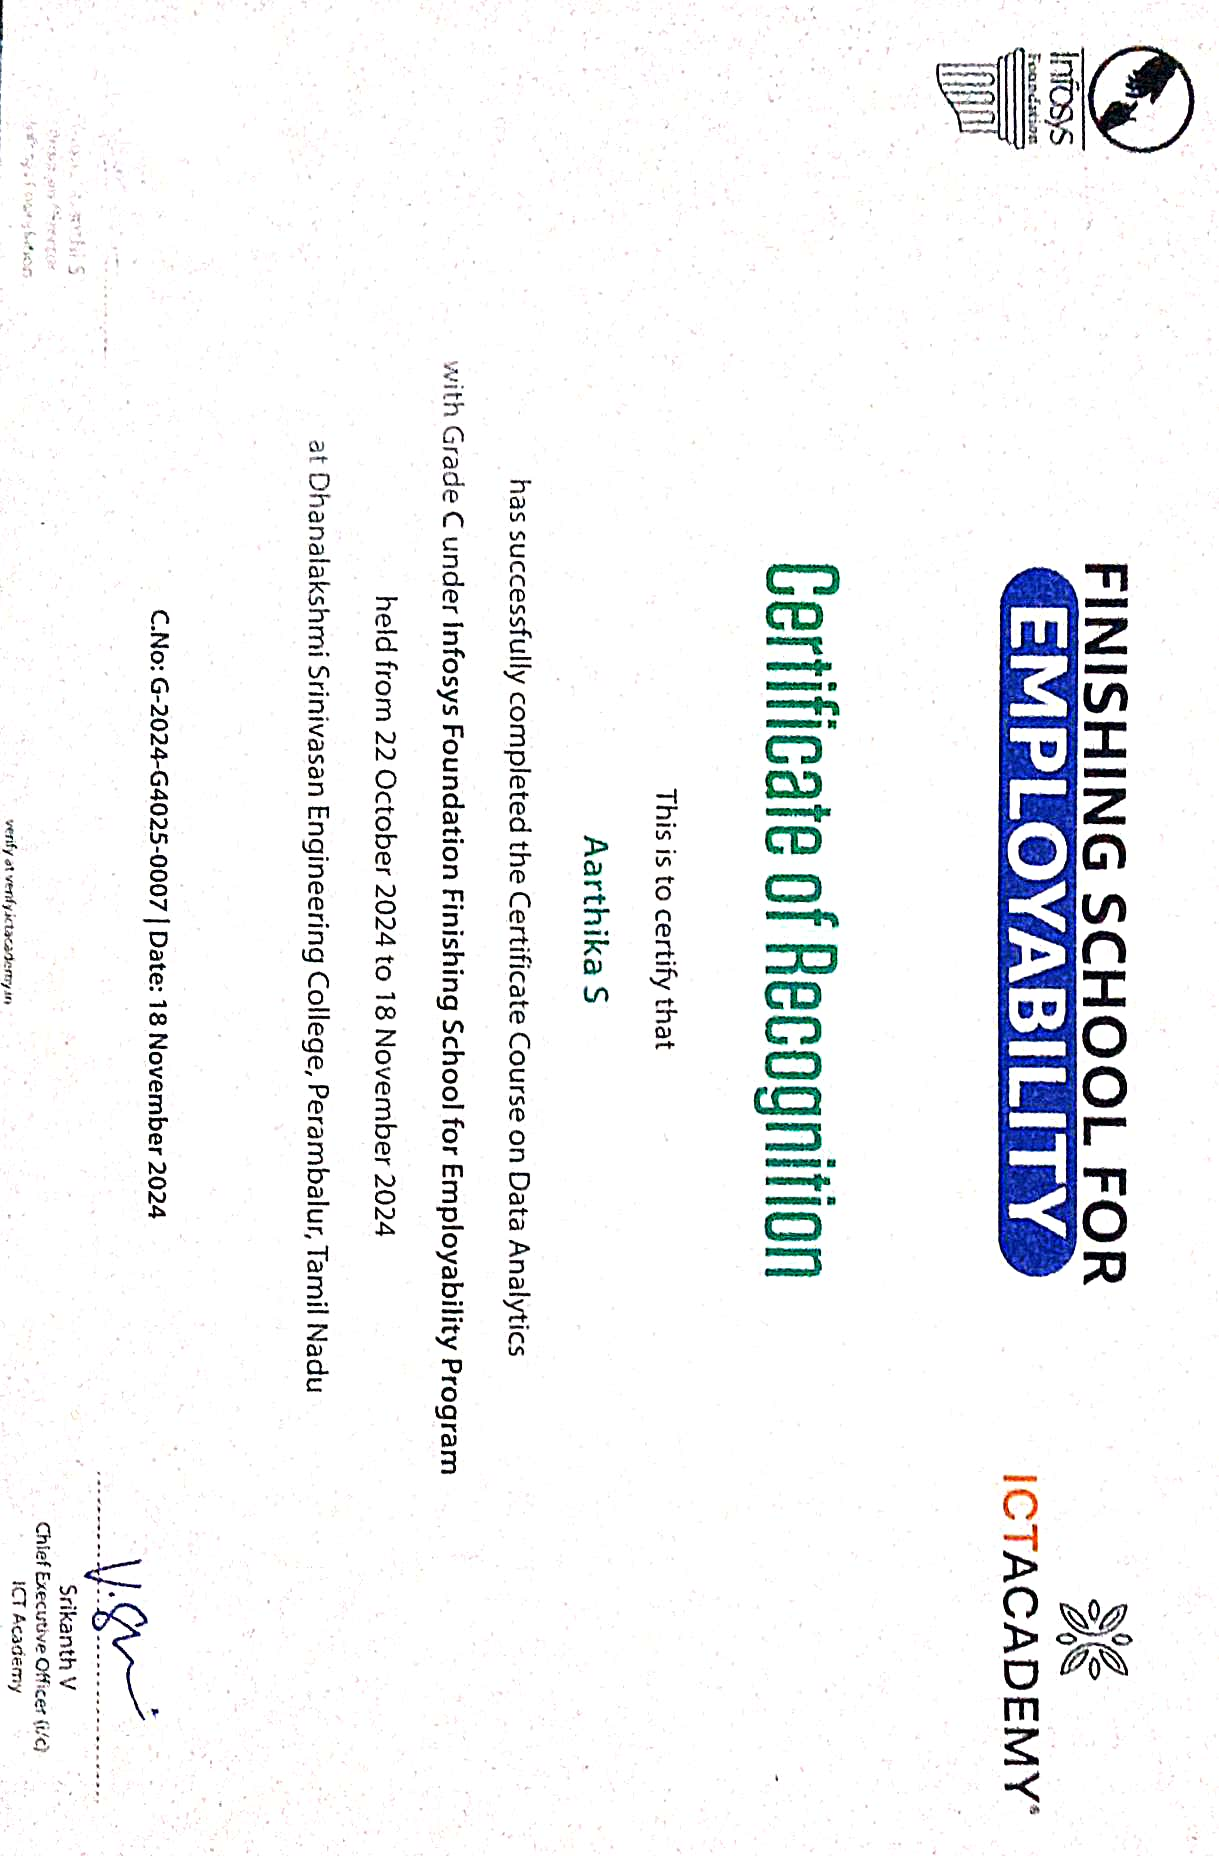 Infosys
Foundation
FINISHING SCHOOL FOR
EMPLOYABILITY
ICTACADEMY®
Certificate of Recognition
This is to certify that
Aarthika S
has successfully completed the Certificate Course on Data Analytics
with Grade C under Infosys Foundation Finishing School for Employability Program
held from 22 October 2024 to 18 November 2024
at Dhanalakshmi Srinivasan Engineering College, Perambalur, Tamil Nadu
C.No: G-2024-G4025-0007 | Date: 18 November 2024
S
Foundation
V.
Srikanth V
Chief Executive Officer (i/c)
ICT Academy
verify at verify.ictacademy.in